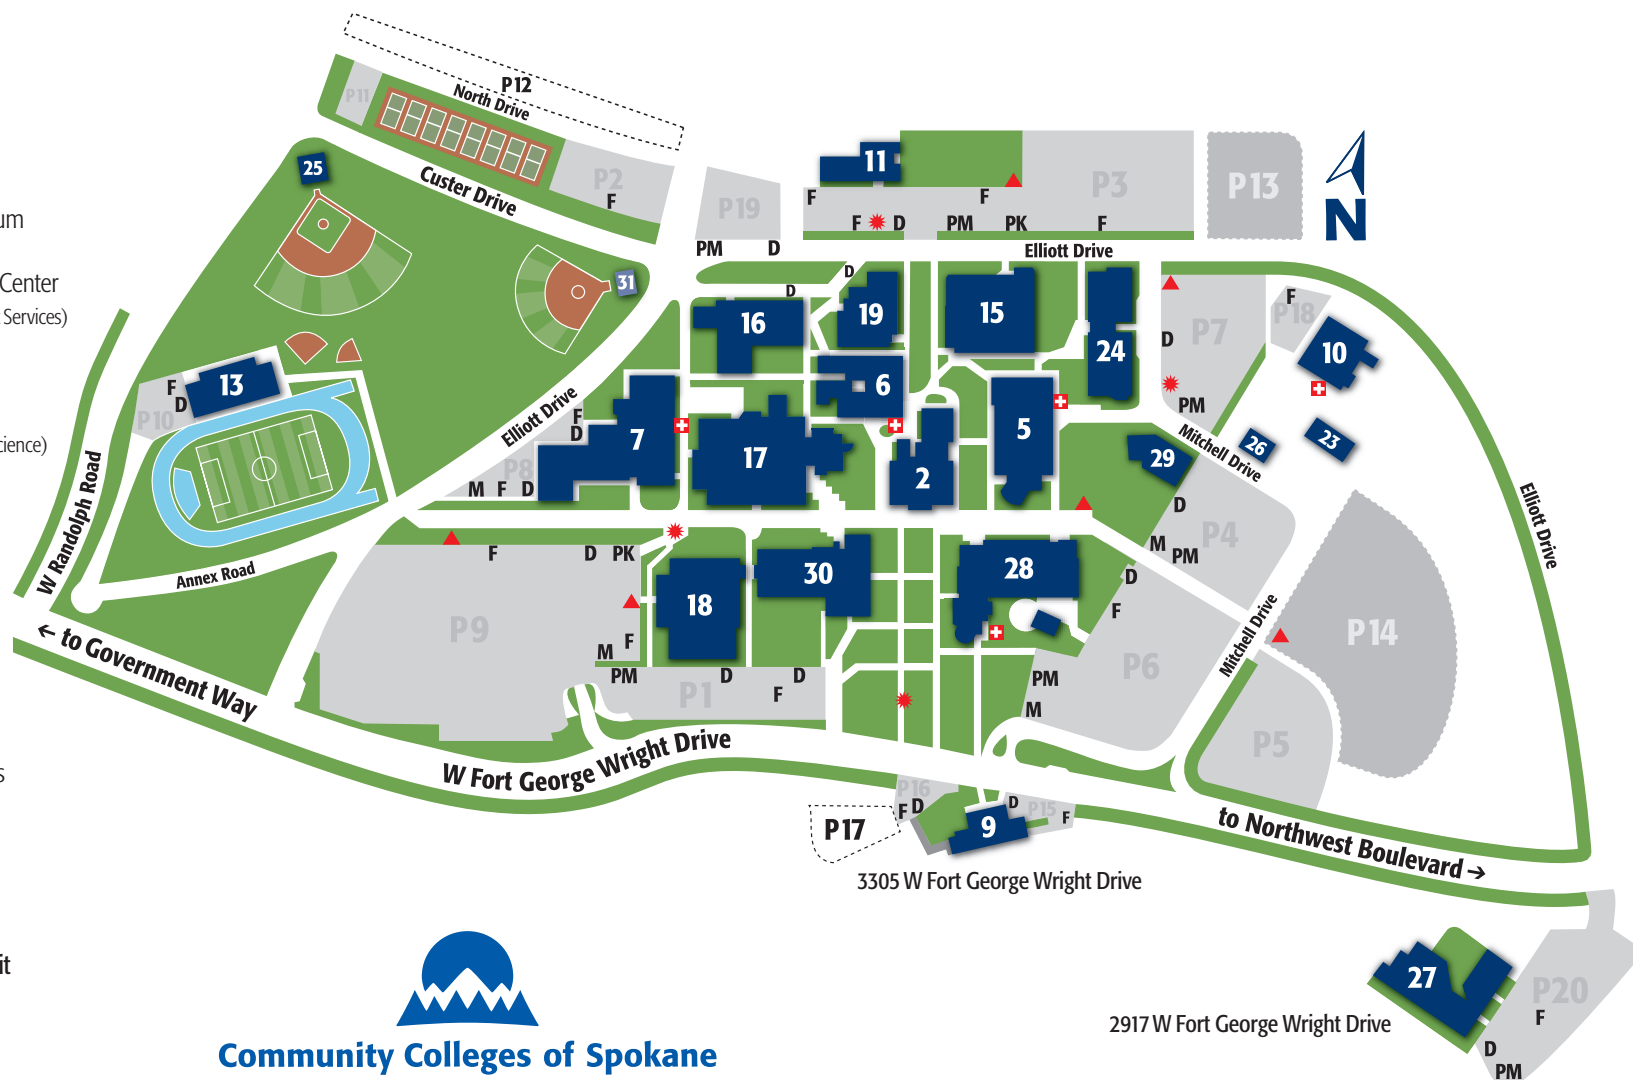 um
Center
Services)
cience)
s
it
P12
North Drive
P11
25
Custer Drive
P2
F
P19
PM
D
11
F
F
D
F
PM
PK
F
P3
P13
N
Elliott Drive
31
D
D
16
19
15
24
P7
D
PM
F
P18
10
F
D
P10
13
Elliott Drive
F
D
7
P8
M
F
D
17
6
2
5
29
Mitchell Drive
26
23
Elliott Drive
W Randolph Road
Annex Road
← to Government Way
F
D
PK
P9
M
F
PM
18
30
28
D
M
PM
P4
D
F
P6
PM
M
Mitchell Drive
P14
P5
D
F
D
P1
W Fort George Wright Drive
P16
F
D
P17
9
D
P15
F
to Northwest Boulevard →
3305 W Fort George Wright Drive
27
P20
F
D
PM
2917 W Fort George Wright Drive
Community Colleges of Spokane